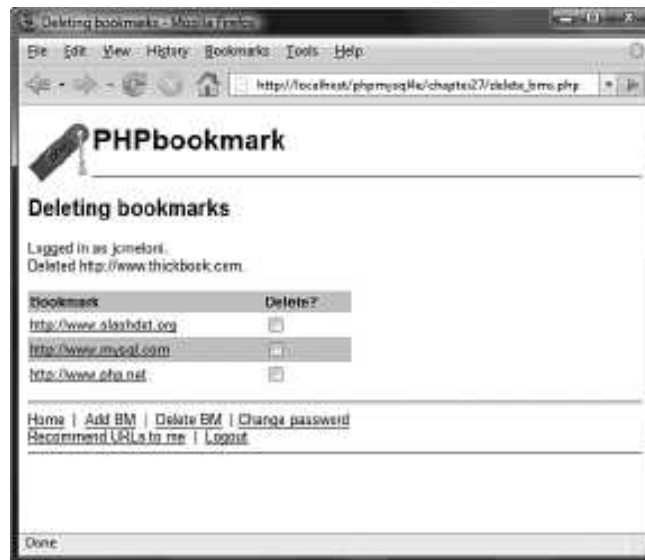 Deleting bookmarks - Mozilla Firefox
File Edit View History Bookmarks Tools Help
http://localhost/phpmysql4e/chapter27/delete_bms.php
PHPbookmark
Deleting bookmarks
Logged in as jcmeloni.
Deleted http://www.thickbook.com.
Bookmark Delete?
http://www.slashdot.org
http://www.mysql.com
http://www.php.net
Home | Add BM | Delete BM | Change password
Recommend URLs to me | Logout
Done